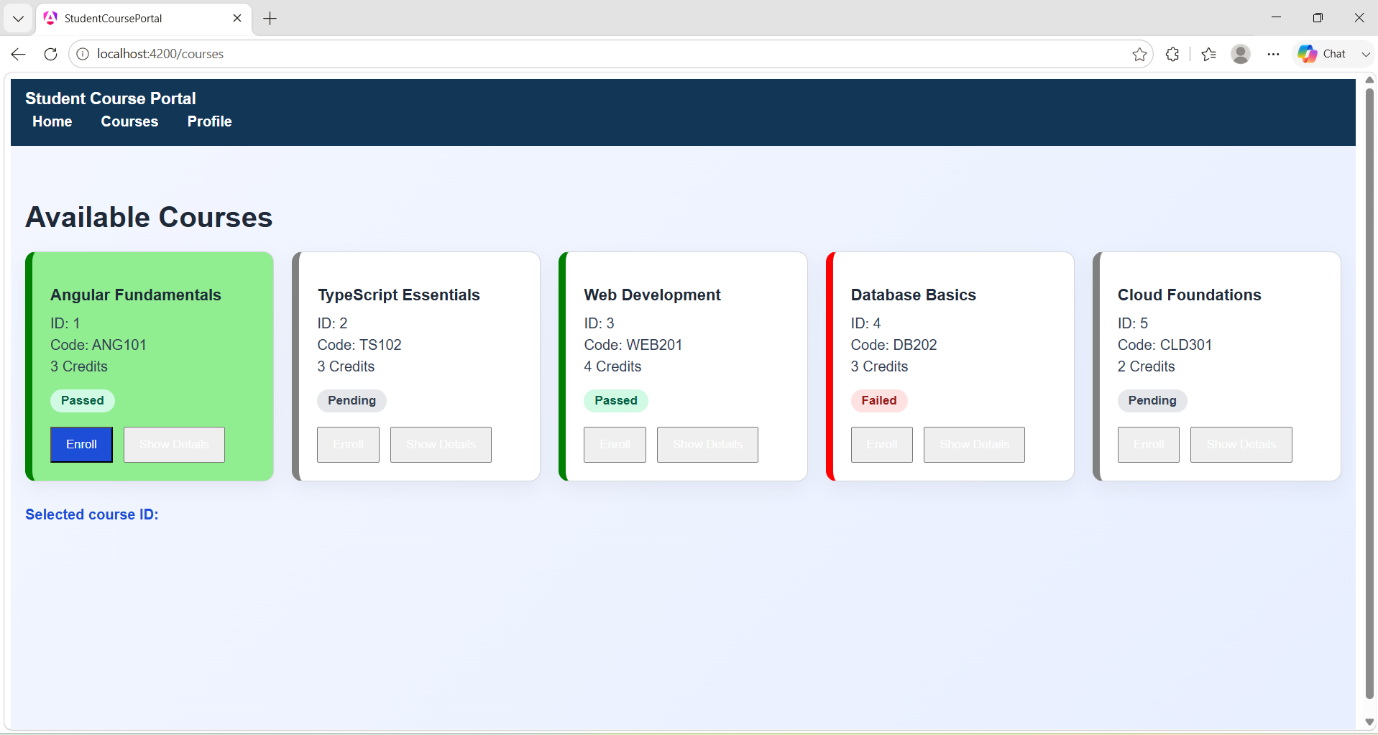 StudentCoursePortal
localhost:4200/courses
Chat
Student Course Portal
Home Courses Profile
Available Courses
Angular Fundamentals
ID: 1
Code: ANG101
3 Credits
Passed
Enroll Show Details
TypeScript Essentials
ID: 2
Code: TS102
3 Credits
Pending
Enroll Show Details
Web Development
ID: 3
Code: WEB201
4 Credits
Passed
Enroll Show Details
Database Basics
ID: 4
Code: DB202
3 Credits
Failed
Enroll Show Details
Cloud Foundations
ID: 5
Code: CLD301
2 Credits
Pending
Enroll Show Details
Selected course ID: